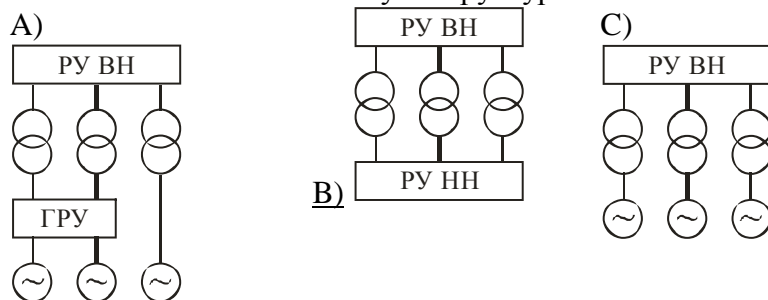 A)
РУ ВН
ГРУ
~ ~ ~
РУ ВН
РУ НН
B)
C)
РУ ВН
~ ~ ~